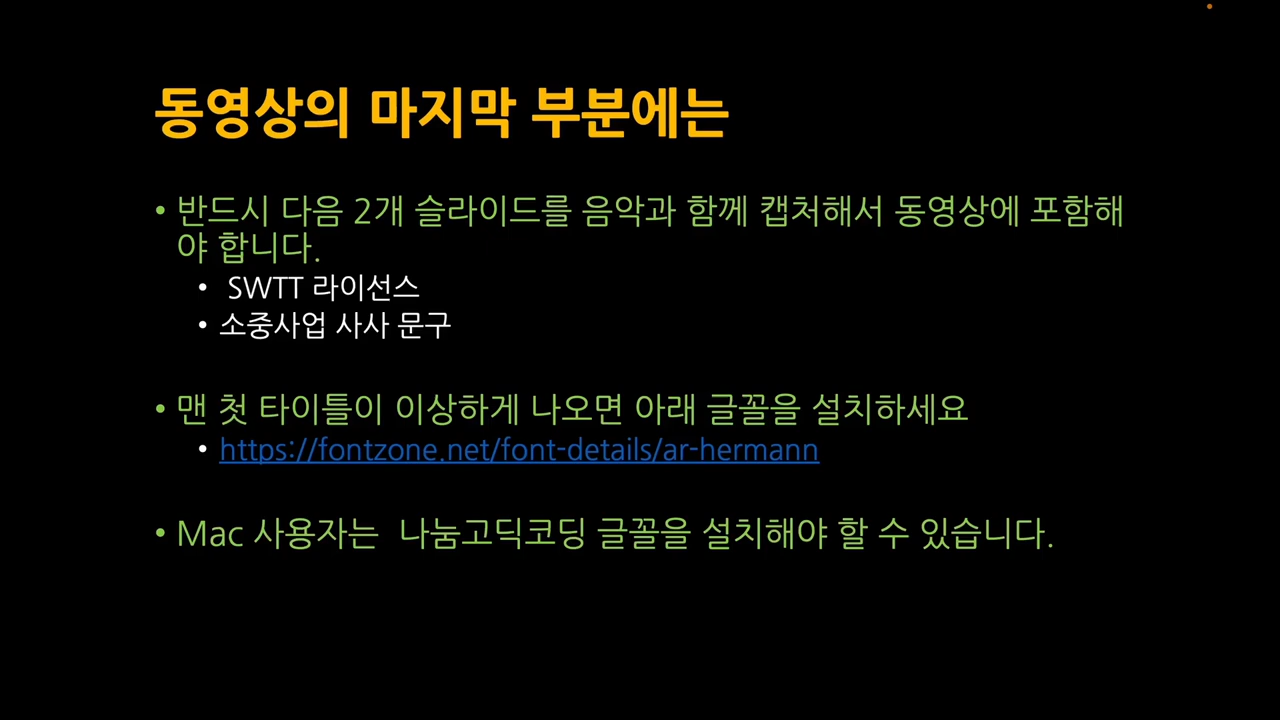 동영상의 마지막 부분에는
• 반드시 다음 2개 슬라이드를 음악과 함께 캡처해서 동영상에 포함해
야 합니다.
• SWTT 라이선스
• 소중사업 사사 문구
• 맨 첫 타이틀이 이상하게 나오면 아래 글꼴을 설치하세요
• https://fontzone.net/font-details/ar-hermann
• Mac 사용자는 나눔고딕코딩 글꼴을 설치해야 할 수 있습니다.